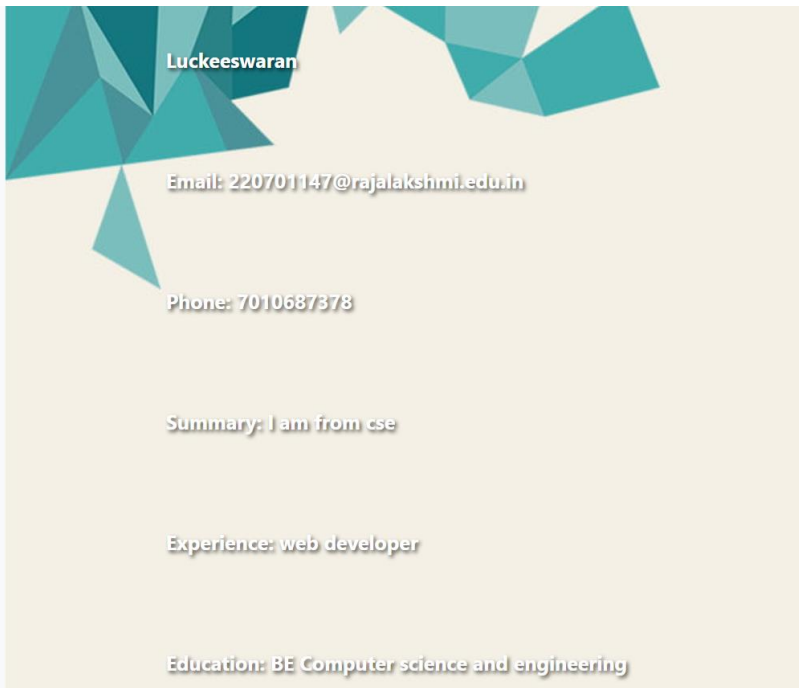 Luckeeswaran
Email: 220701147@rajalakshmi.edu.in
Phone: 7010687378
Summary: I am from cse
Experience: web developer
Education: BE Computer science and engineering